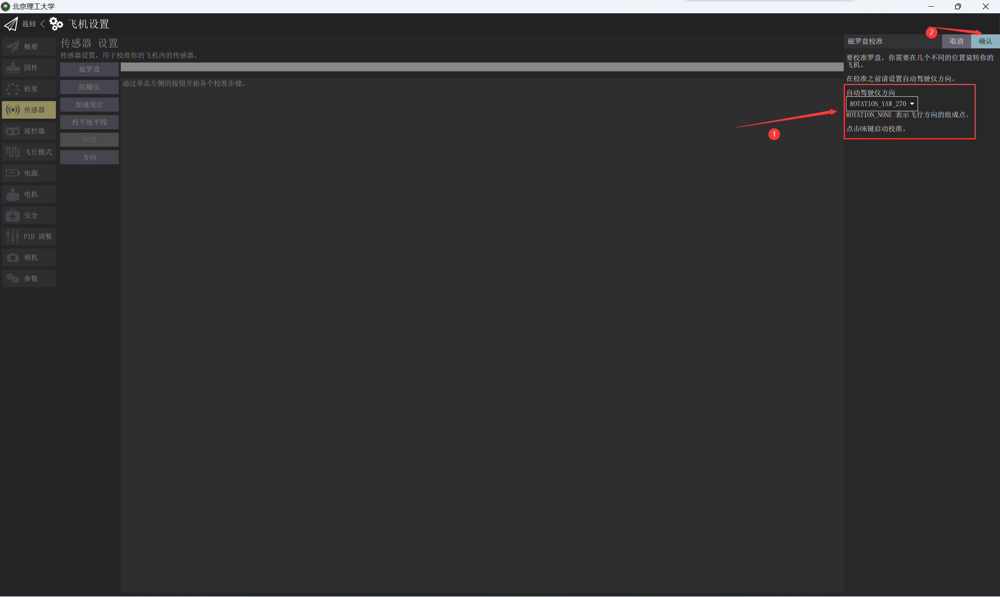 北京理工大学
返回
飞机设置
概要
固件
机架
传感器
遥控器
飞行模式
电源
电机
安全
PID 调整
相机
参数
传感器 设置
传感器设置，用于校准你的飞机内的传感器。
磁罗盘
陀螺仪
加速度计
校平地平线
取消
方向
通过单击左侧的按钮开始各个校准步骤。
1
2
磁罗盘校准
取消
确认
要校准罗盘，你需要在几个不同的位置旋转你的
飞机。
在校准之前请设置自动驾驶仪方向。
自动驾驶仪方向
ROTATION_YAW_270
ROTATION_NONE 表示飞行方向的组成点。
点击OK键启动校准。